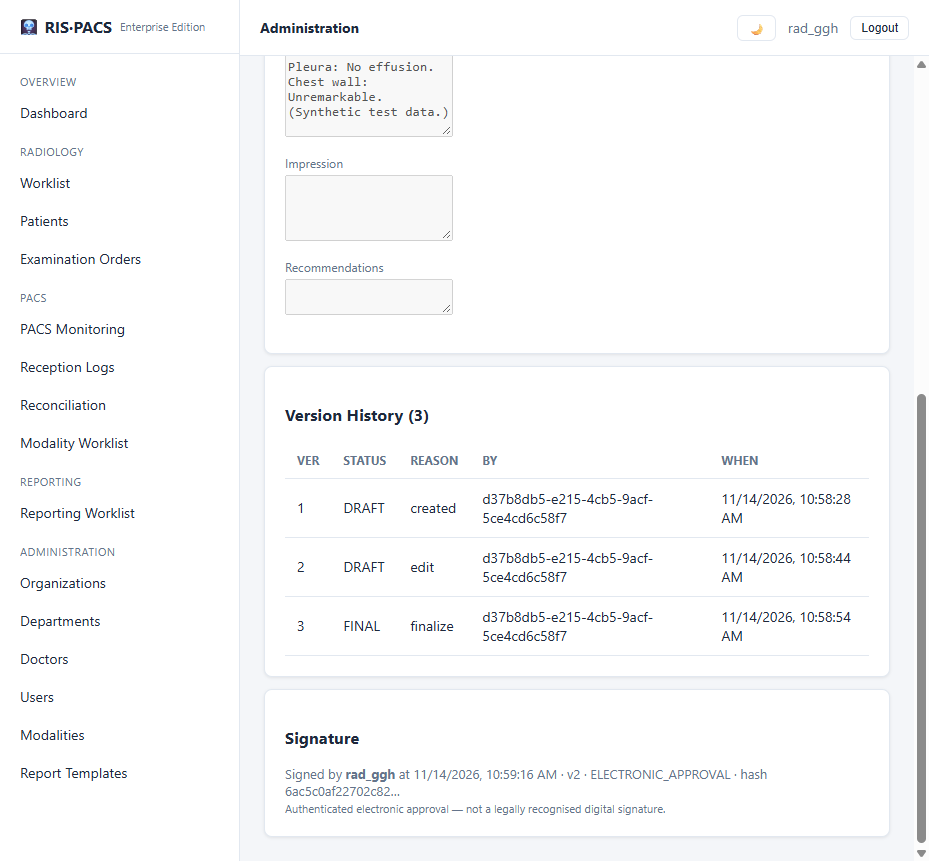 RIS·PACS Enterprise Edition
OVERVIEW
Dashboard
RADIOLOGY
Worklist
Patients
Examination Orders
PACS
PACS Monitoring
Reception Logs
Reconciliation
Modality Worklist
REPORTING
Reporting Worklist
ADMINISTRATION
Organizations
Departments
Doctors
Users
Modalities
Report Templates
Administration
rad_ggh
Logout
Pleura: No effusion.
Chest wall:
Unremarkable.
(Synthetic test data.)
Impression
Recommendations
Version History (3)
VER STATUS REASON BY WHEN
1 DRAFT created d37b8db5-e215-4cb5-9acf-5ce4cd6c58f7 11/14/2026, 10:58:28 AM
2 DRAFT edit d37b8db5-e215-4cb5-9acf-5ce4cd6c58f7 11/14/2026, 10:58:44 AM
3 FINAL finalize d37b8db5-e215-4cb5-9acf-5ce4cd6c58f7 11/14/2026, 10:58:54 AM
Signature
Signed by rad_ggh at 11/14/2026, 10:59:16 AM · v2 · ELECTRONIC_APPROVAL · hash
6ac5c0af22702c82...
Authenticated electronic approval — not a legally recognised digital signature.